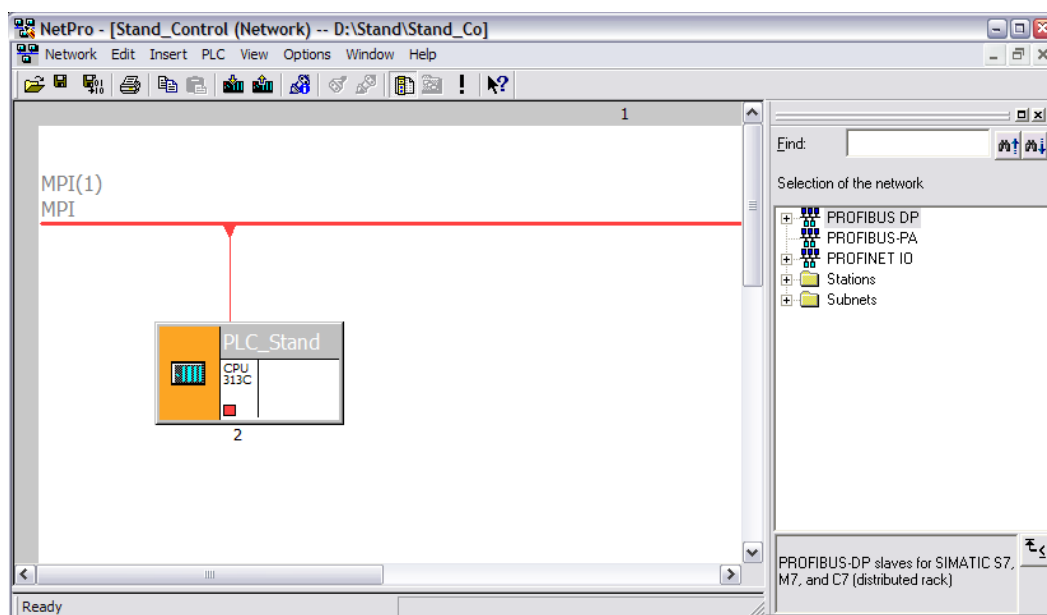 NetPro - [Stand_Control (Network) -- D:\Stand\Stand_Co]
Network Edit Insert PLC View Options Window Help
1
MPI(1)
MPI
PLC_Stand
CPU
313C
2
Find:
Selection of the network
PROFIBUS DP
PROFIBUS-PA
PROFINET IO
Stations
Subnets
PROFIBUS-DP slaves for SIMATIC S7,
M7, and C7 (distributed rack)
Ready